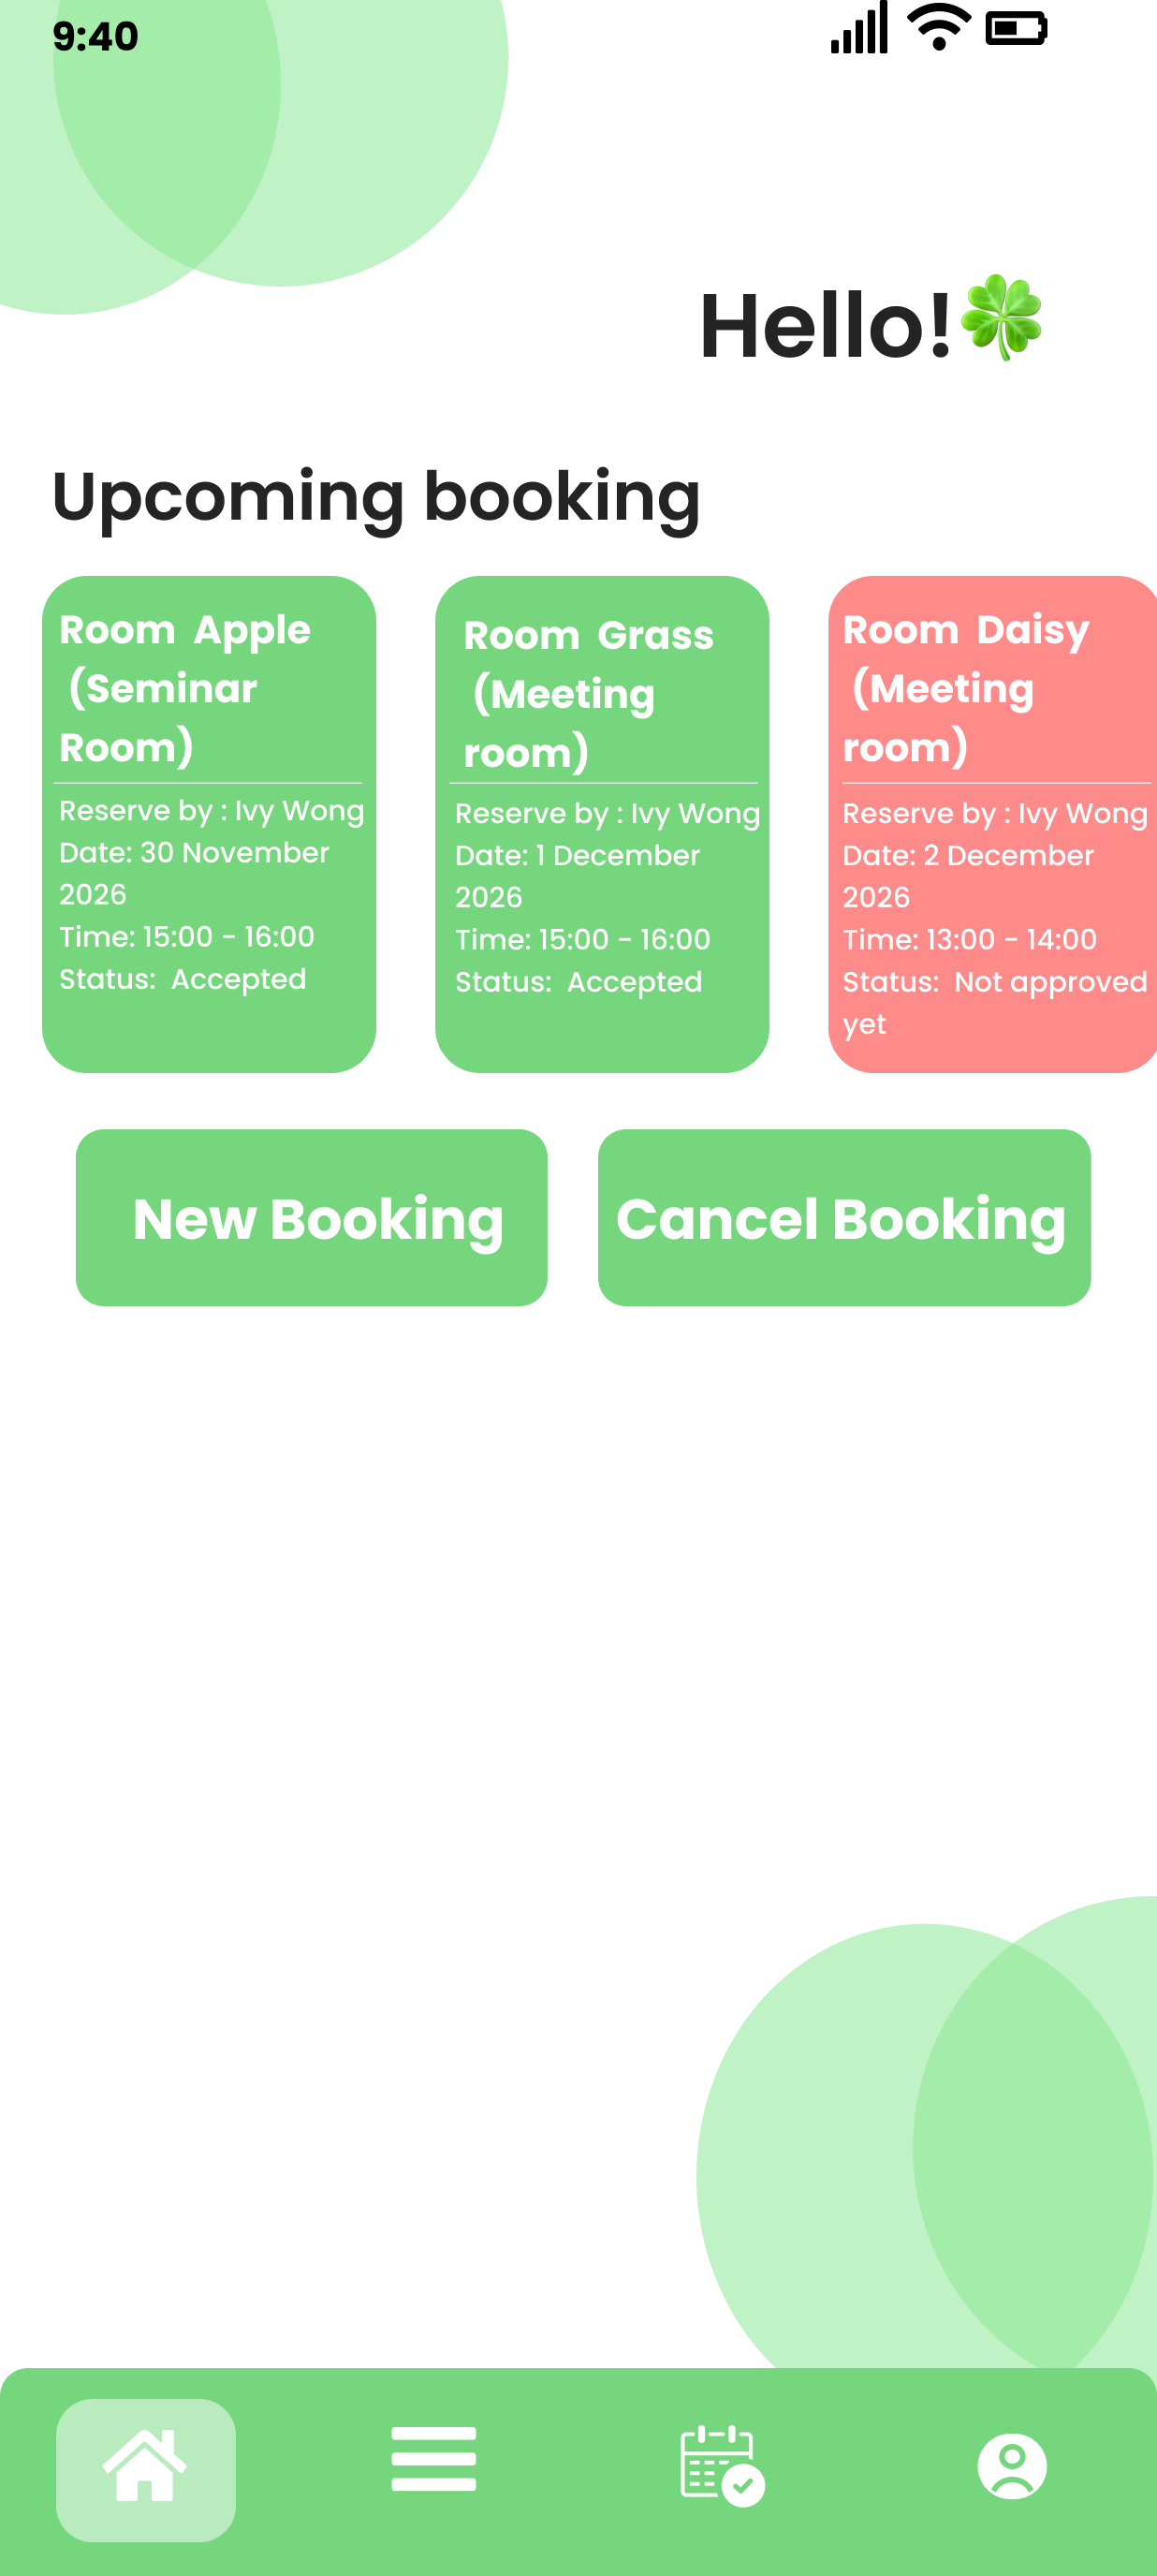 9:40
Hello!🍀
Upcoming booking
Room Apple
(Seminar
Room)
Reserve by : Ivy Wong
Date: 30 November
2026
Time: 15:00 - 16:00
Status: Accepted
Room Grass
(Meeting
room)
Reserve by : Ivy Wong
Date: 1 December
2026
Time: 15:00 - 16:00
Status: Accepted
Room Daisy
(Meeting
room)
Reserve by : Ivy Wong
Date: 2 December
2026
Time: 13:00 - 14:00
Status: Not approved
yet
New Booking
Cancel Booking